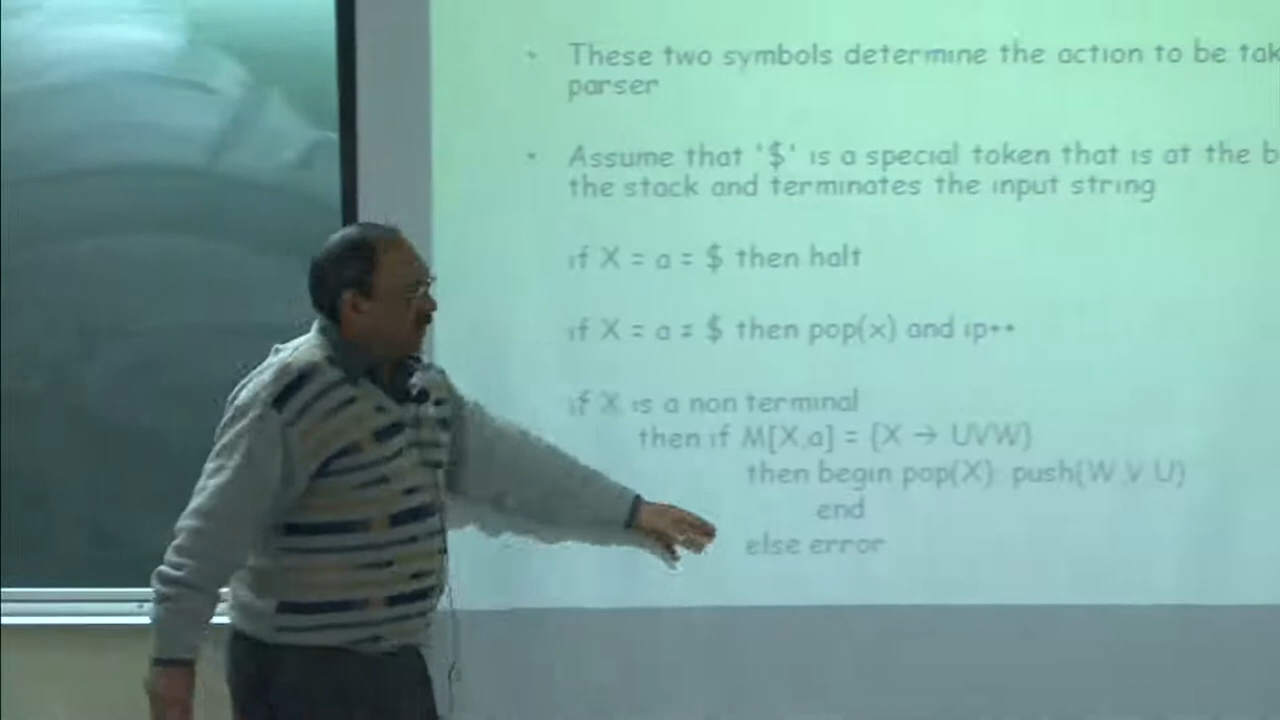 • These two symbols determine the action to be tak
parser
• Assume that '$' is a special token that is at the b
the stack and terminates the input string
if X = a = $ then halt
if X = a = $ then pop(x) and ip++
if X is a non terminal
then if M[X,a] = {X → UVW}
then begin pop(X); push(W,V,U)
end
else error